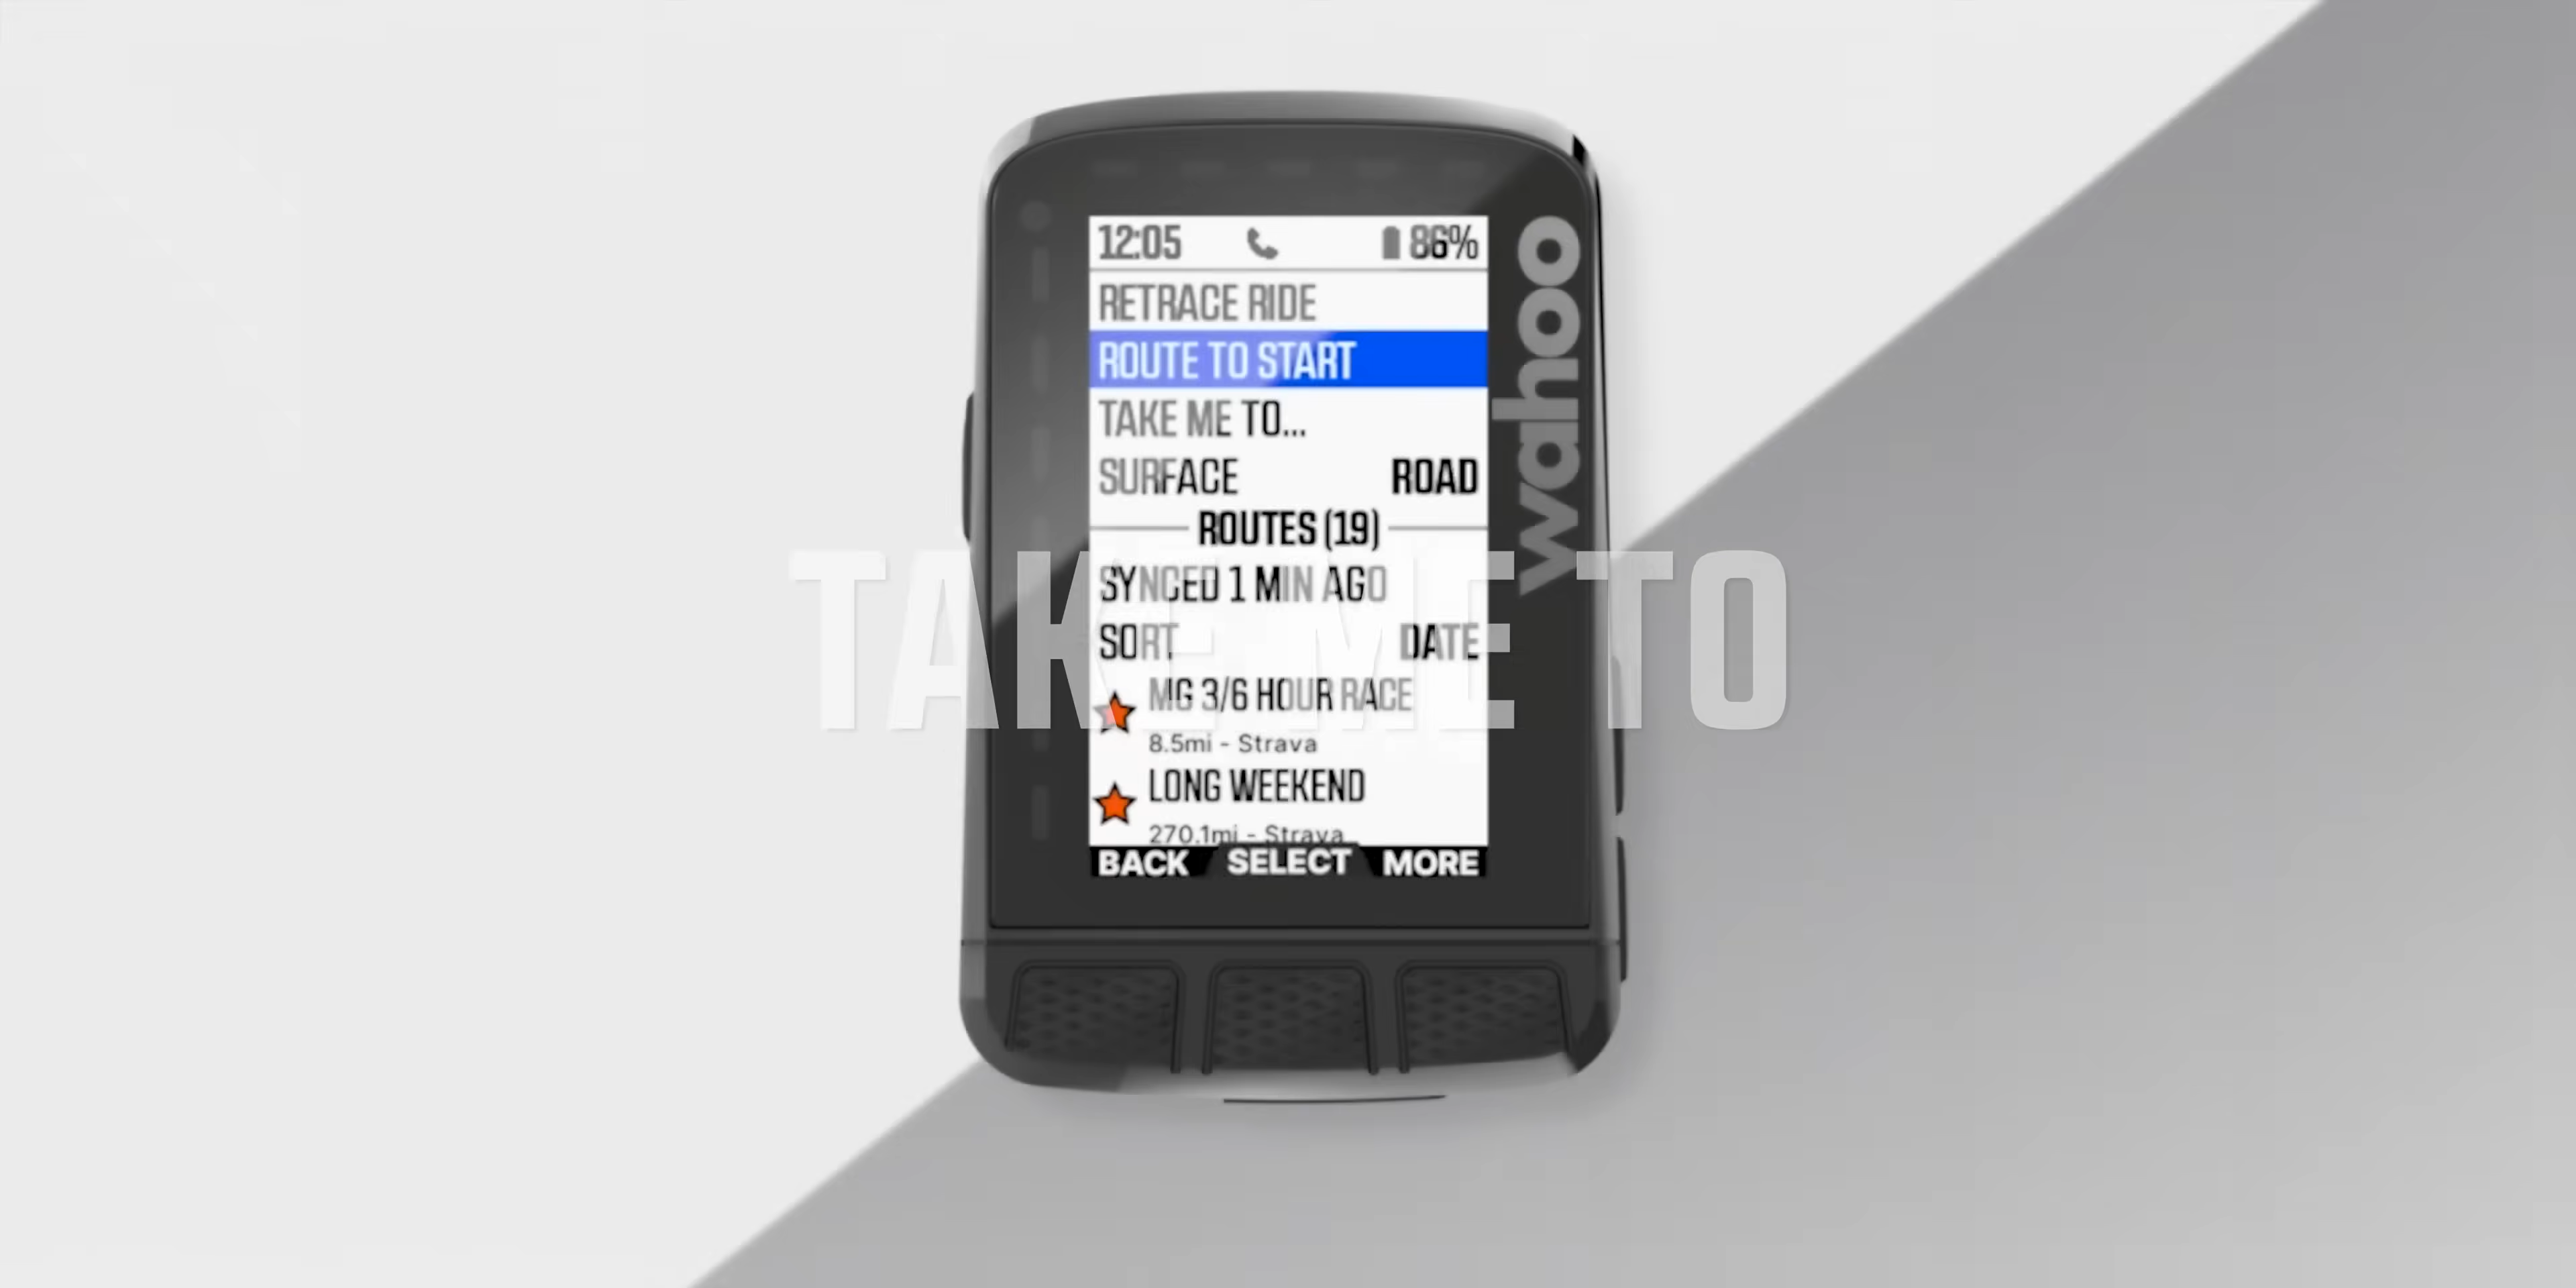 12:05 86%
RETRACE RIDE
ROUTE TO START
TAKE ME TO...
SURFACE ROAD
ROUTES (19)
SYNCED 1 MIN AGO
SORT DATE
MG 3/6 HOUR RACE
8.5mi - Strava
LONG WEEKEND
270.1mi - Strava
BACK SELECT MORE
wahoo
TAKE ME TO